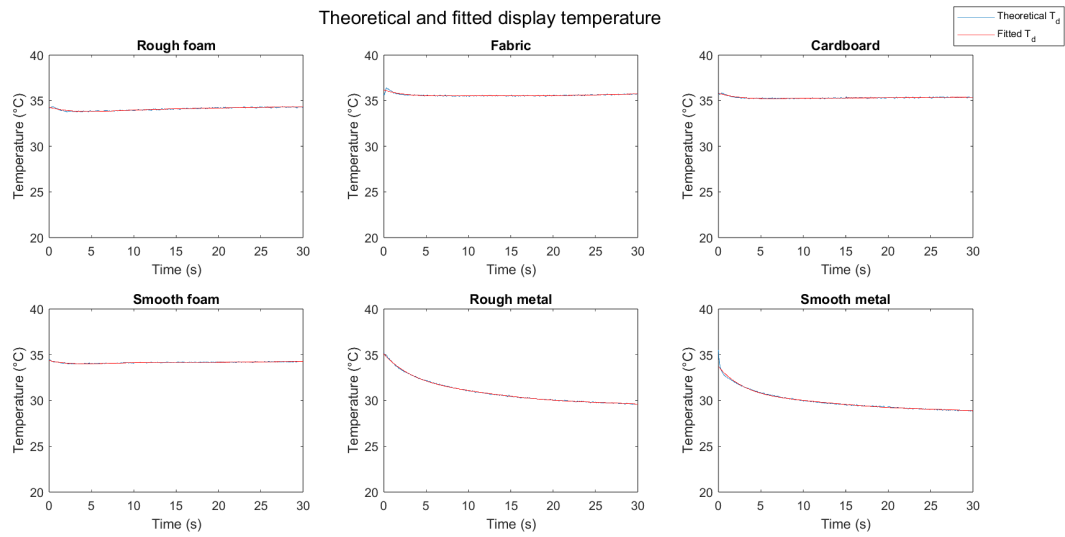 Theoretical and fitted display temperature
Theoretical T_d
Fitted T_d
Rough foam
40
35
30
25
20
Temperature (°C)
0 5 10 15 20 25 30
Time (s)
Fabric
40
35
30
25
20
Temperature (°C)
0 5 10 15 20 25 30
Time (s)
Cardboard
40
35
30
25
20
Temperature (°C)
0 5 10 15 20 25 30
Time (s)
Smooth foam
40
35
30
25
20
Temperature (°C)
0 5 10 15 20 25 30
Time (s)
Rough metal
40
35
30
25
20
Temperature (°C)
0 5 10 15 20 25 30
Time (s)
Smooth metal
40
35
30
25
20
Temperature (°C)
0 5 10 15 20 25 30
Time (s)